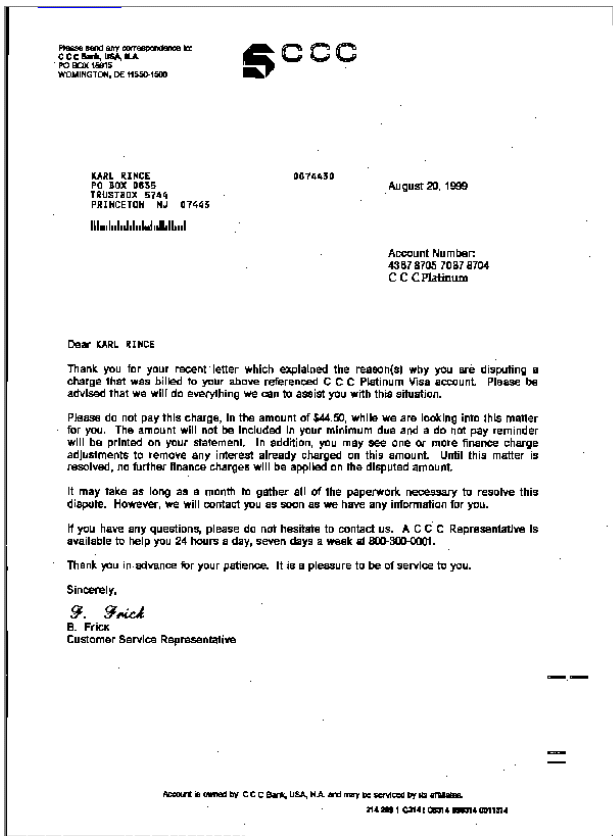 Please send any correspondence to:
C C C Bank, USA, N.A.
PO BOX 15015
WOMINGTON, DE 11550-1500
CCC
KARL RINCE
PO BOX 0635
TRUSTBOX 5744
PRINCETON NJ 07443
0674430
August 20, 1999
Account Number:
4387 8705 7087 8704
C C C Platinum
Dear KARL RINCE
Thank you for your recent letter which explained the reason(s) why you are disputing a
charge that was billed to your above referenced C C C Platinum Visa account. Please be
advised that we will do everything we can to assist you with this situation.
Please do not pay this charge, in the amount of $44.50, while we are looking into this matter
for you. The amount will not be included in your minimum due and a do not pay reminder
will be printed on your statement. In addition, you may see one or more finance charge
adjustments to remove any interest already charged on this amount. Until this matter is
resolved, no further finance charges will be applied on the disputed amount.
It may take as long as a month to gather all of the paperwork necessary to resolve this
dispote. However, we will contact you as soon as we have any information for you.
If you have any questions, please do not hesitate to contact us. A C C C Representative is
available to help you 24 hours a day, seven days a week at 800-300-0001.
Thank you in advance for your patience. It is a pleasure to be of service to you.
Sincerely,
F. Frick
B. Frick
Customer Service Representative
Account is owned by C C C Bank, USA, N.A. and may be serviced by its affiliates.